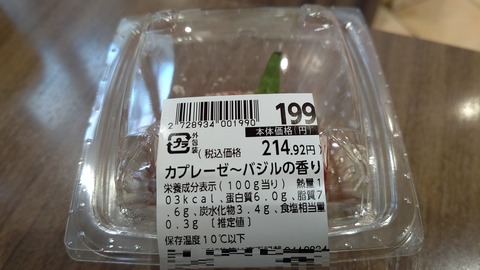 199
本体価格(円)
2 728934 001990
プラ
外包装
(税込価格 214.92円)
カプレーゼ～バジルの香り
栄養成分表示(100g当り) 熱量1
03kcal、蛋白質6.0g、脂質7
.6g、炭水化物3.4g、食塩相当量
0.3g [推定値]
保存温度10℃以下